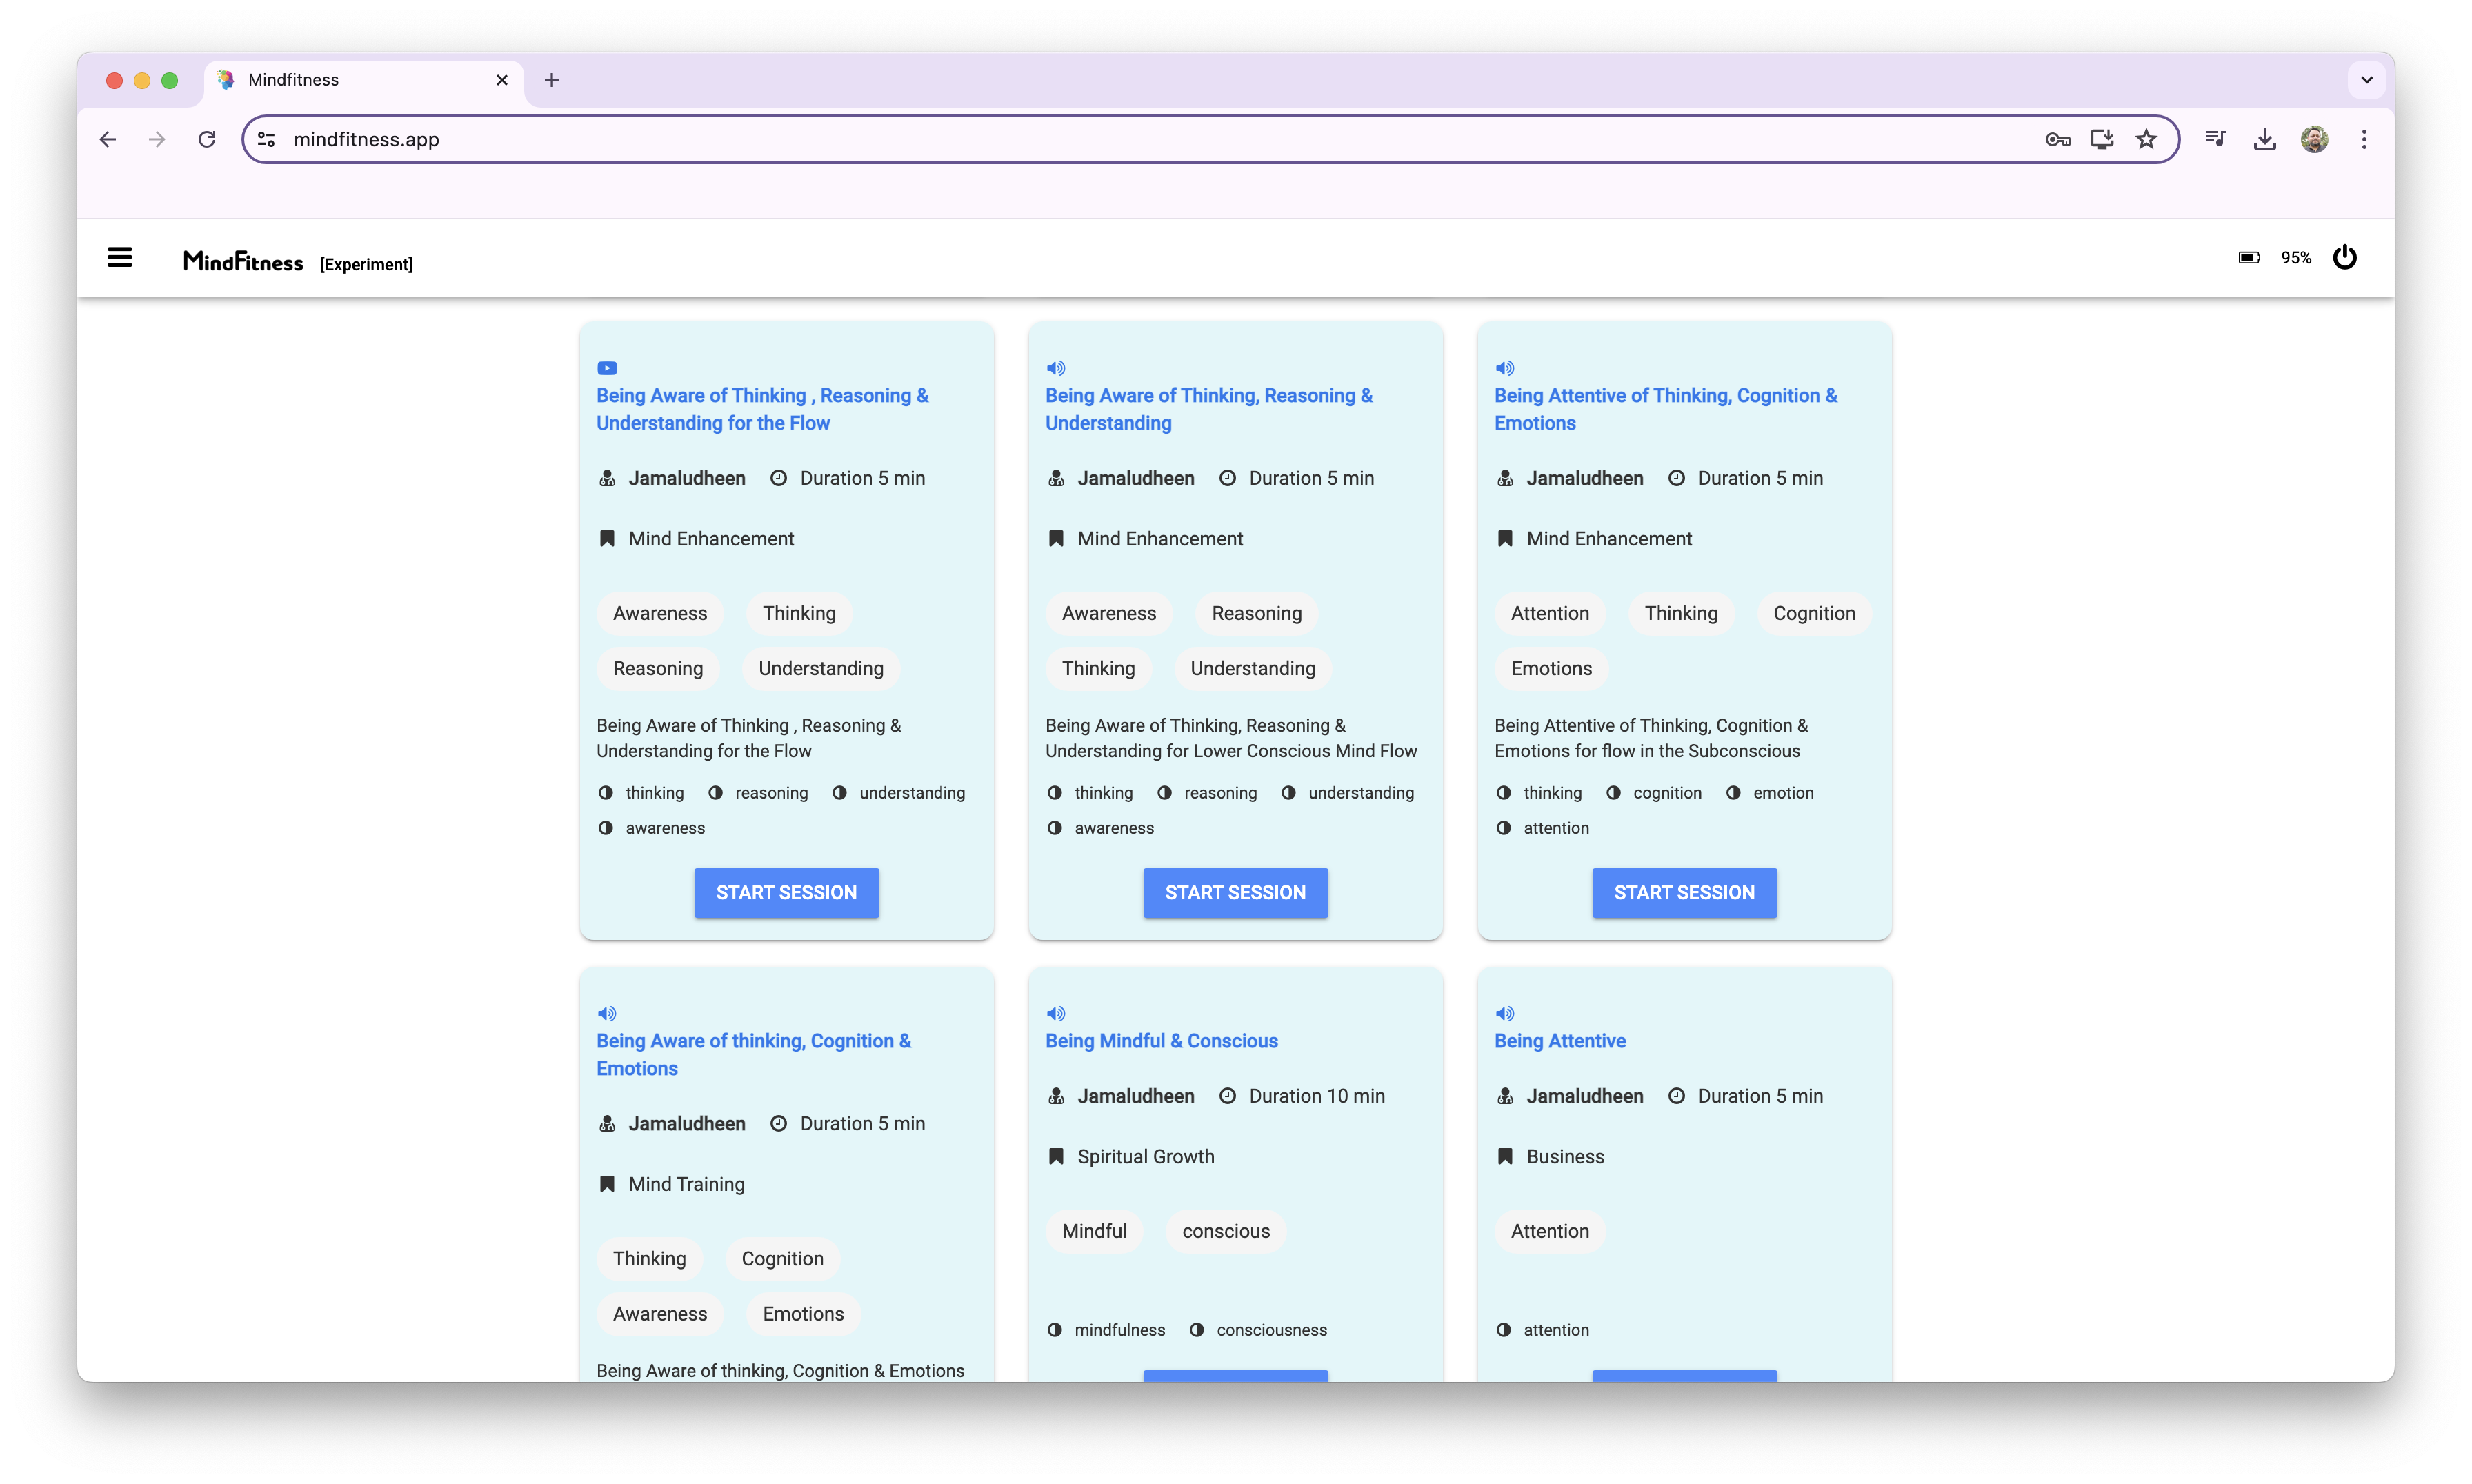 Mindfitness
mindfitness.app
MindFitness [Experiment]
95%
Being Aware of Thinking , Reasoning &
Understanding for the Flow
Jamaludheen Duration 5 min
Mind Enhancement
Awareness Thinking
Reasoning Understanding
Being Aware of Thinking , Reasoning &
Understanding for the Flow
thinking reasoning understanding
awareness
START SESSION
Being Aware of Thinking, Reasoning &
Understanding
Jamaludheen Duration 5 min
Mind Enhancement
Awareness Reasoning
Thinking Understanding
Being Aware of Thinking, Reasoning &
Understanding for Lower Conscious Mind Flow
thinking reasoning understanding
awareness
START SESSION
Being Attentive of Thinking, Cognition &
Emotions
Jamaludheen Duration 5 min
Mind Enhancement
Attention Thinking Cognition
Emotions
Being Attentive of Thinking, Cognition &
Emotions for flow in the Subconscious
thinking cognition emotion
attention
START SESSION
Being Aware of thinking, Cognition &
Emotions
Jamaludheen Duration 5 min
Mind Training
Thinking Cognition
Awareness Emotions
Being Aware of thinking, Cognition & Emotions
Being Mindful & Conscious
Jamaludheen Duration 10 min
Spiritual Growth
Mindful conscious
mindfulness consciousness
Being Attentive
Jamaludheen Duration 5 min
Business
Attention
attention